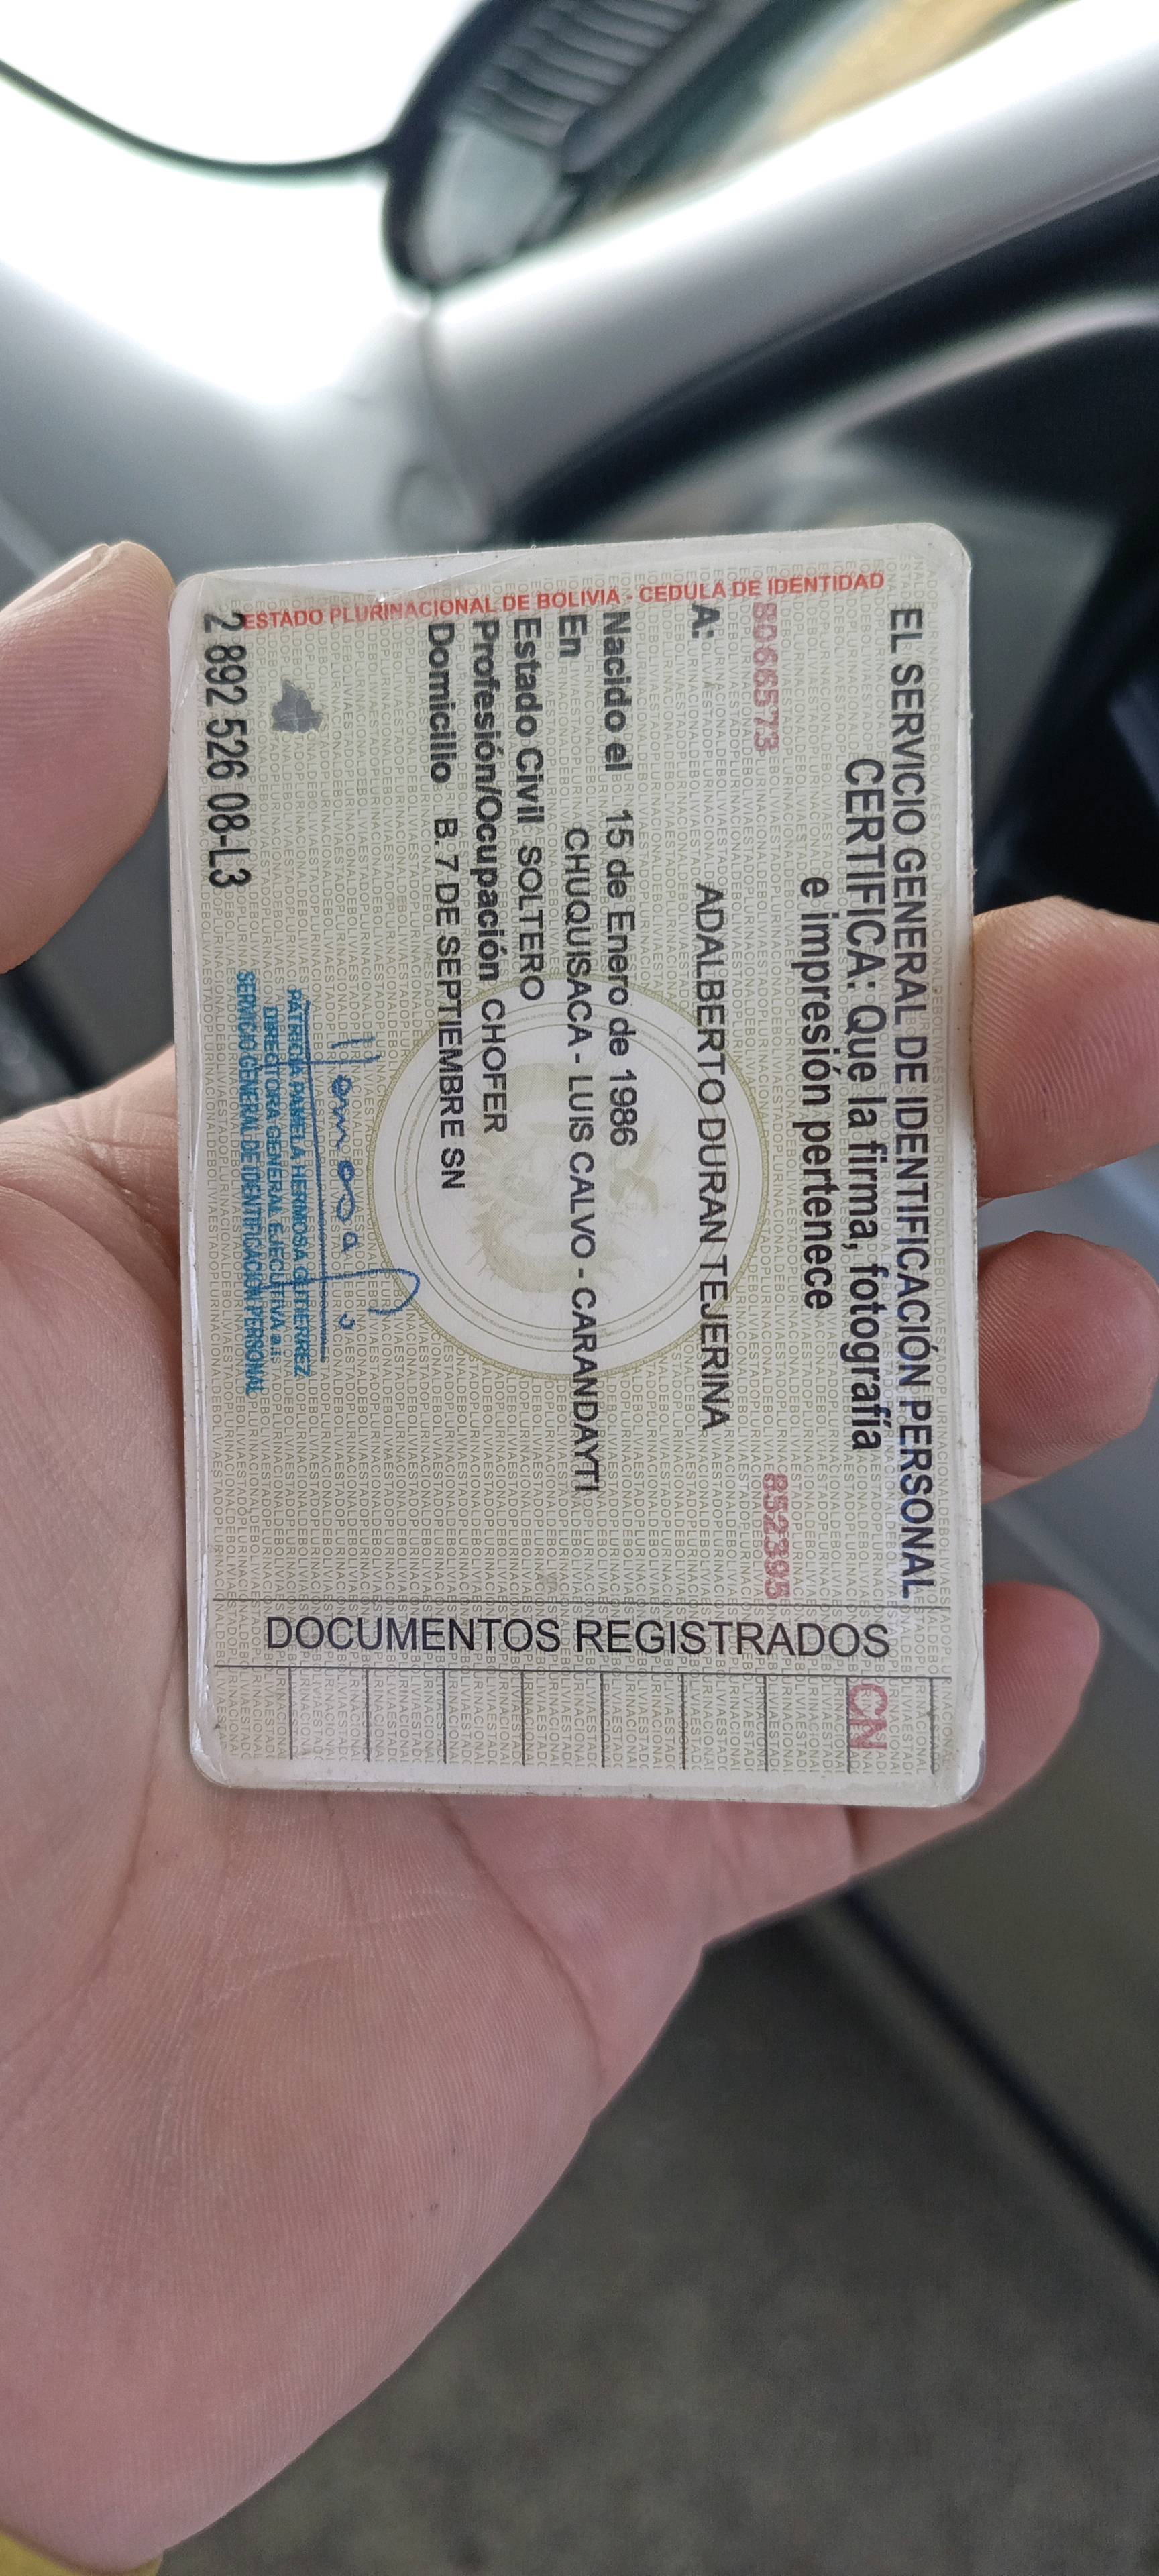 EL SERVICIO GENERAL DE IDENTIFICACIÓN PERSONAL
CERTIFICA: Que la firma, fotografía
e impresión pertenece
8066573
852395
A: ADALBERTO DURAN TEJERINA
Nacido el 15 de Enero de 1986
En CHUQUISACA - LUIS CALVO - CARANDAYTI
Estado Civil SOLTERO
Profesión/Ocupación CHOFER
Domicilio B. 7 DE SEPTIEMBRE SN
PATRICIA PAMELA HERMOSA GUTIERREZ
DIRECTORA GENERAL EJECUTIVA a.i.
SERVICIO GENERAL DE IDENTIFICACIÓN PERSONAL
2 892 526 08-L3
ESTADO PLURINACIONAL DE BOLIVIA - CEDULA DE IDENTIDAD
DOCUMENTOS REGISTRADOS
CN